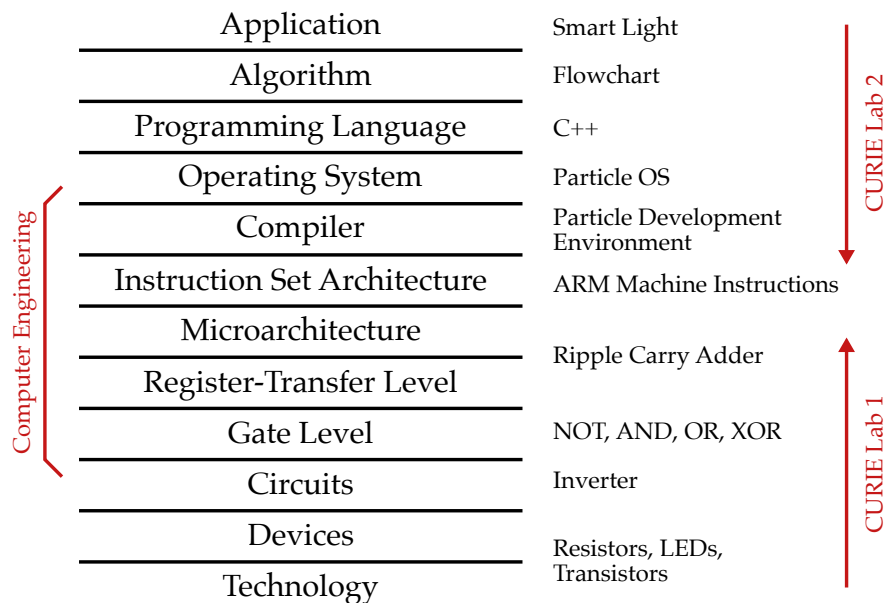 Application
Smart Light
Algorithm
Flowchart
Programming Language
C++
Operating System
Particle OS
Compiler
Particle Development
Environment
Instruction Set Architecture
ARM Machine Instructions
Microarchitecture
Ripple Carry Adder
Register-Transfer Level
Gate Level
NOT, AND, OR, XOR
Circuits
Inverter
Devices
Resistors, LEDs,
Transistors
Technology
Computer Engineering
CURIE Lab 2
CURIE Lab 1